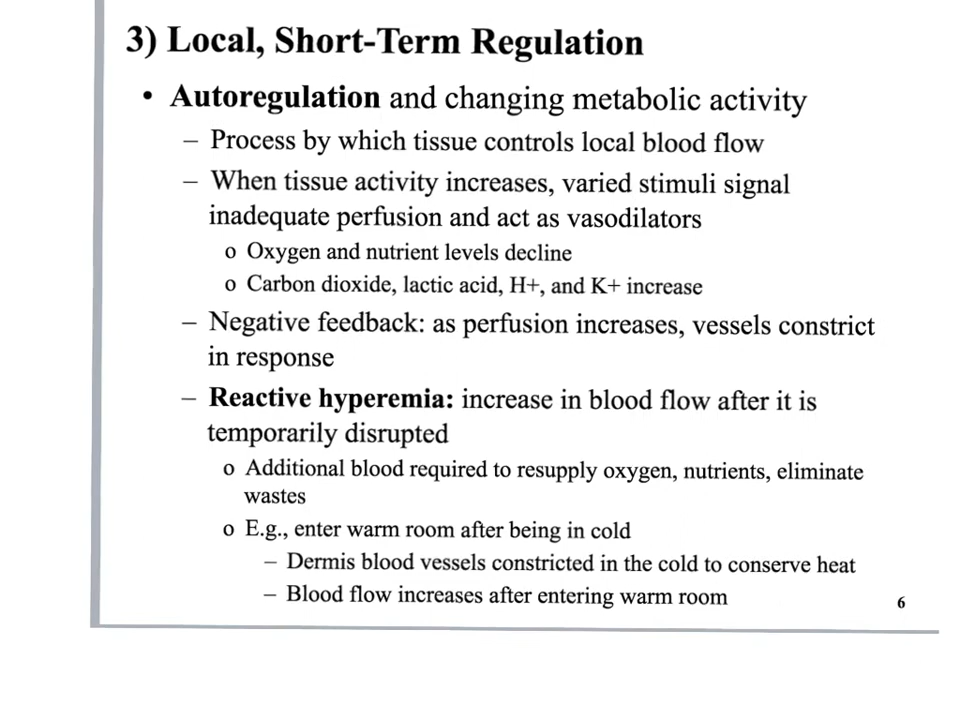 3) Local, Short-Term Regulation
• Autoregulation and changing metabolic activity
– Process by which tissue controls local blood flow
– When tissue activity increases, varied stimuli signal
inadequate perfusion and act as vasodilators
o Oxygen and nutrient levels decline
o Carbon dioxide, lactic acid, H+, and K+ increase
– Negative feedback: as perfusion increases, vessels constrict
in response
– Reactive hyperemia: increase in blood flow after it is
temporarily disrupted
o Additional blood required to resupply oxygen, nutrients, eliminate
wastes
o E.g., enter warm room after being in cold
– Dermis blood vessels constricted in the cold to conserve heat
– Blood flow increases after entering warm room
6